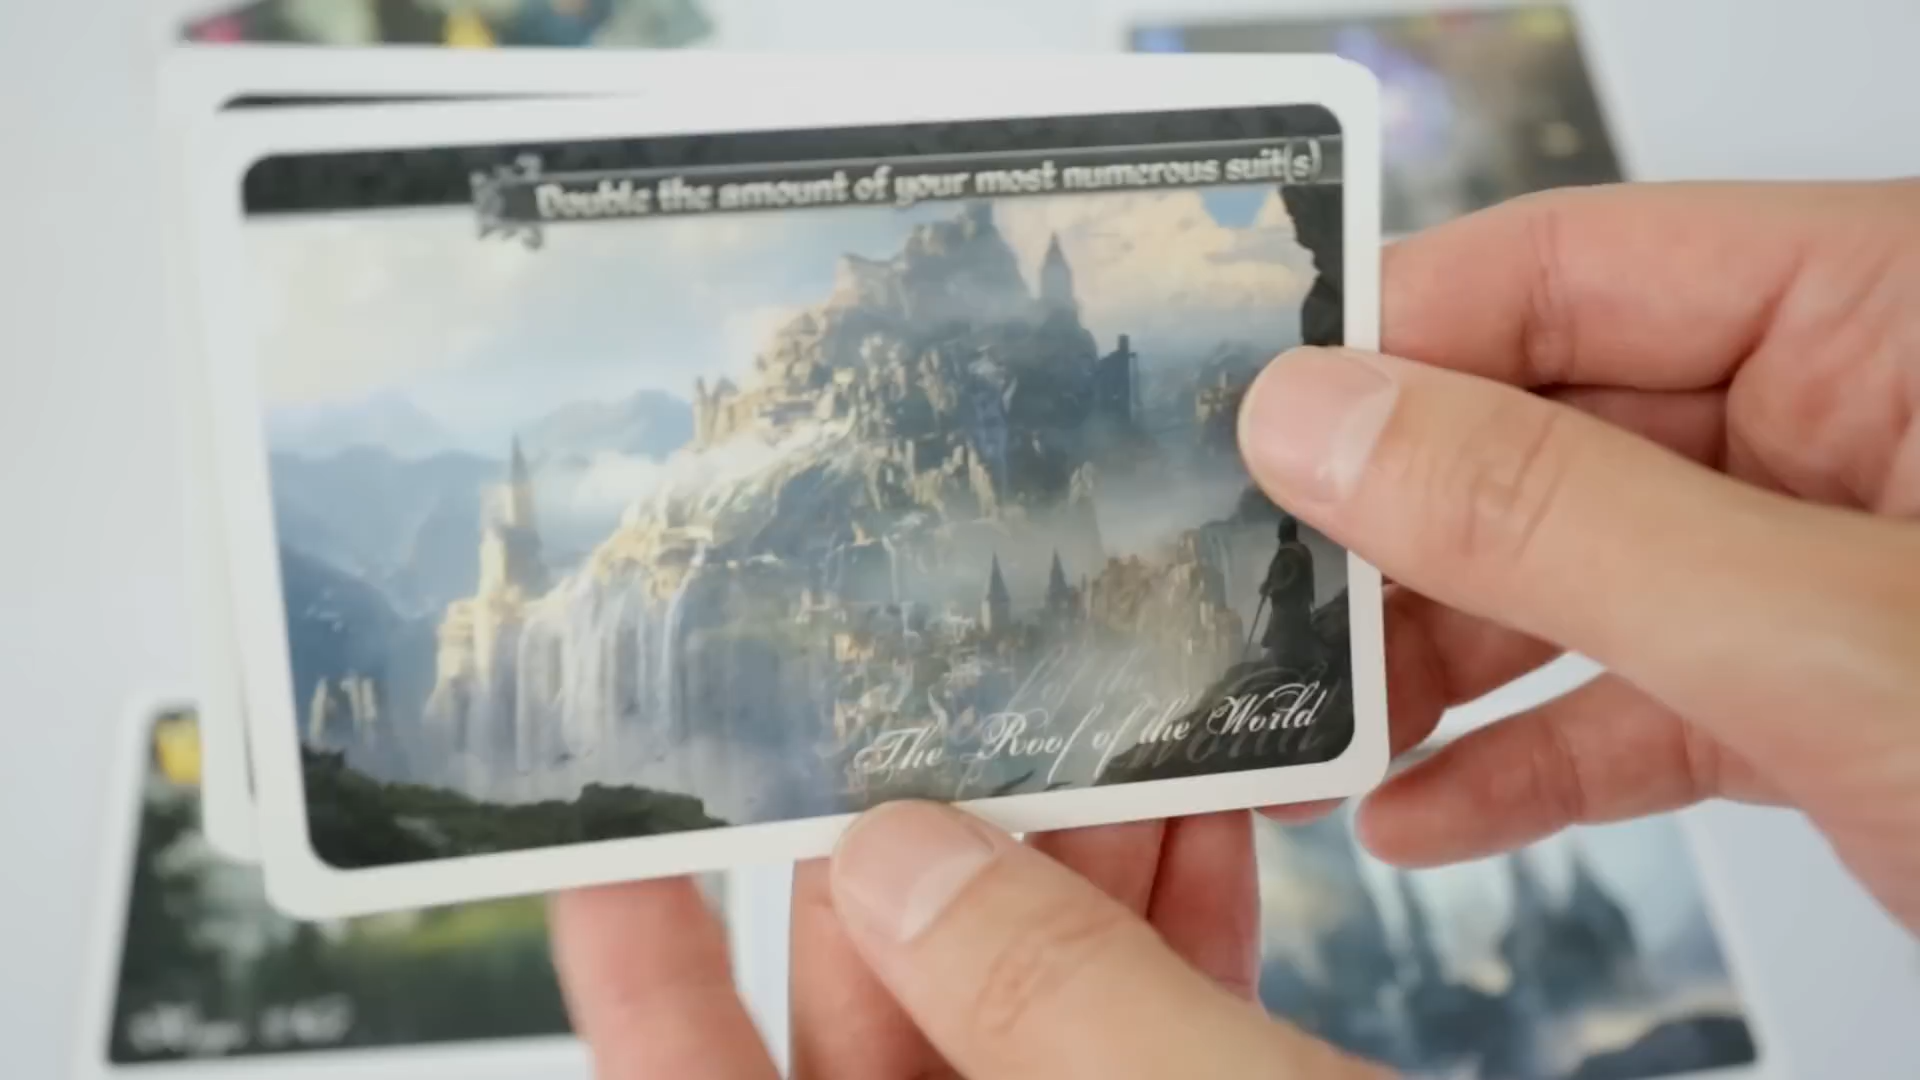 Double the amount of your most numerous suit(s)
The Roof of the World